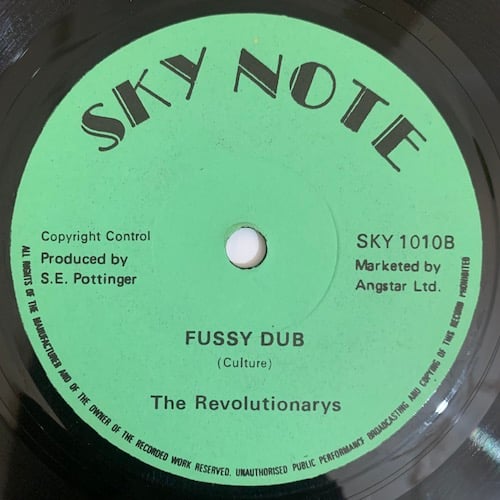 SKY NOTE
Copyright Control
Produced by
S.E. Pottinger
SKY 1010B
Marketed by
Angstar Ltd.
FUSSY DUB
(Culture)
The Revolutionarys
ALL RIGHTS OF THE MANUFACTURER AND OF THE OWNER OF THE RECORDED WORK RESERVED. UNAUTHORISED PUBLIC PERFORMANCE BROADCASTING AND COPYING OF THIS RECORD PROHIBITED